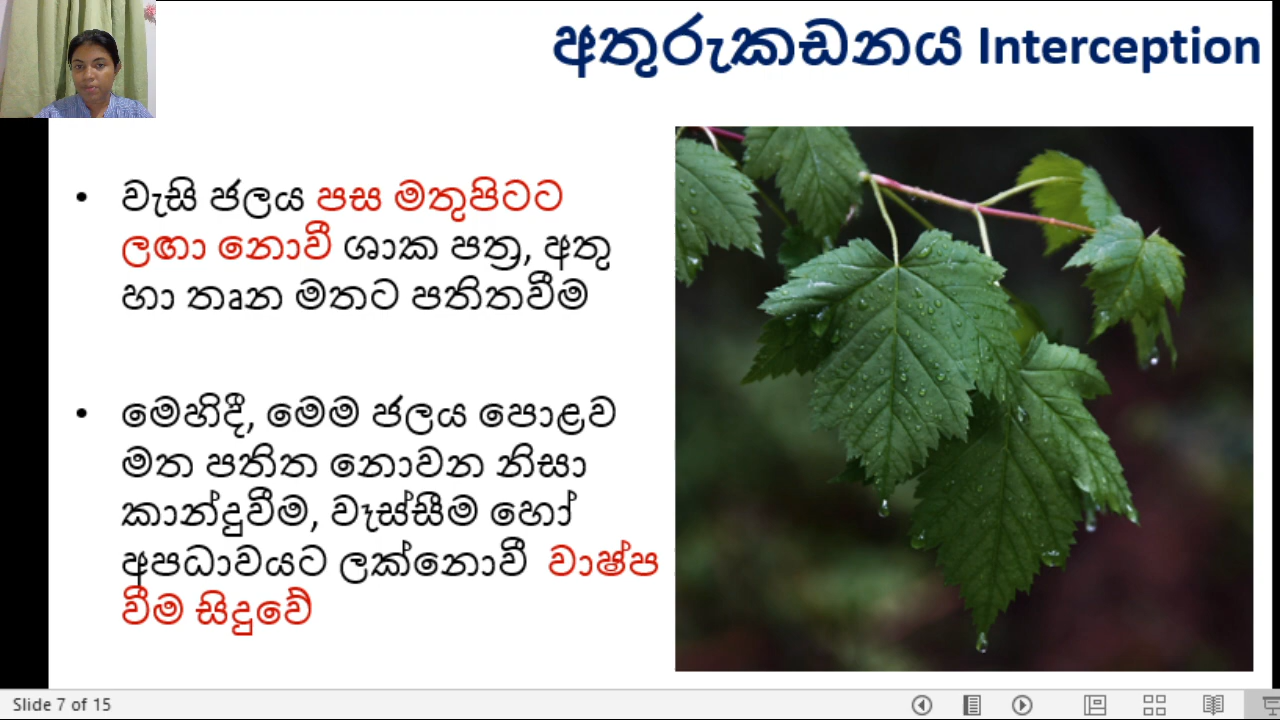 අතුරුකඩනය Interception
• වැසි ජලය පස මතුපිටට
ලඟා නොවී ශාක පත්‍ර, අතු
හා තෘන මතට පතිතවීම
• මෙහිදී, මෙම ජලය පොළව
මත පතිත නොවන නිසා
කාන්දුවීම, වෑස්සීම හෝ
අපධාවයට ලක්නොවී වාෂ්ප
වීම සිදුවේ
Slide 7 of 15